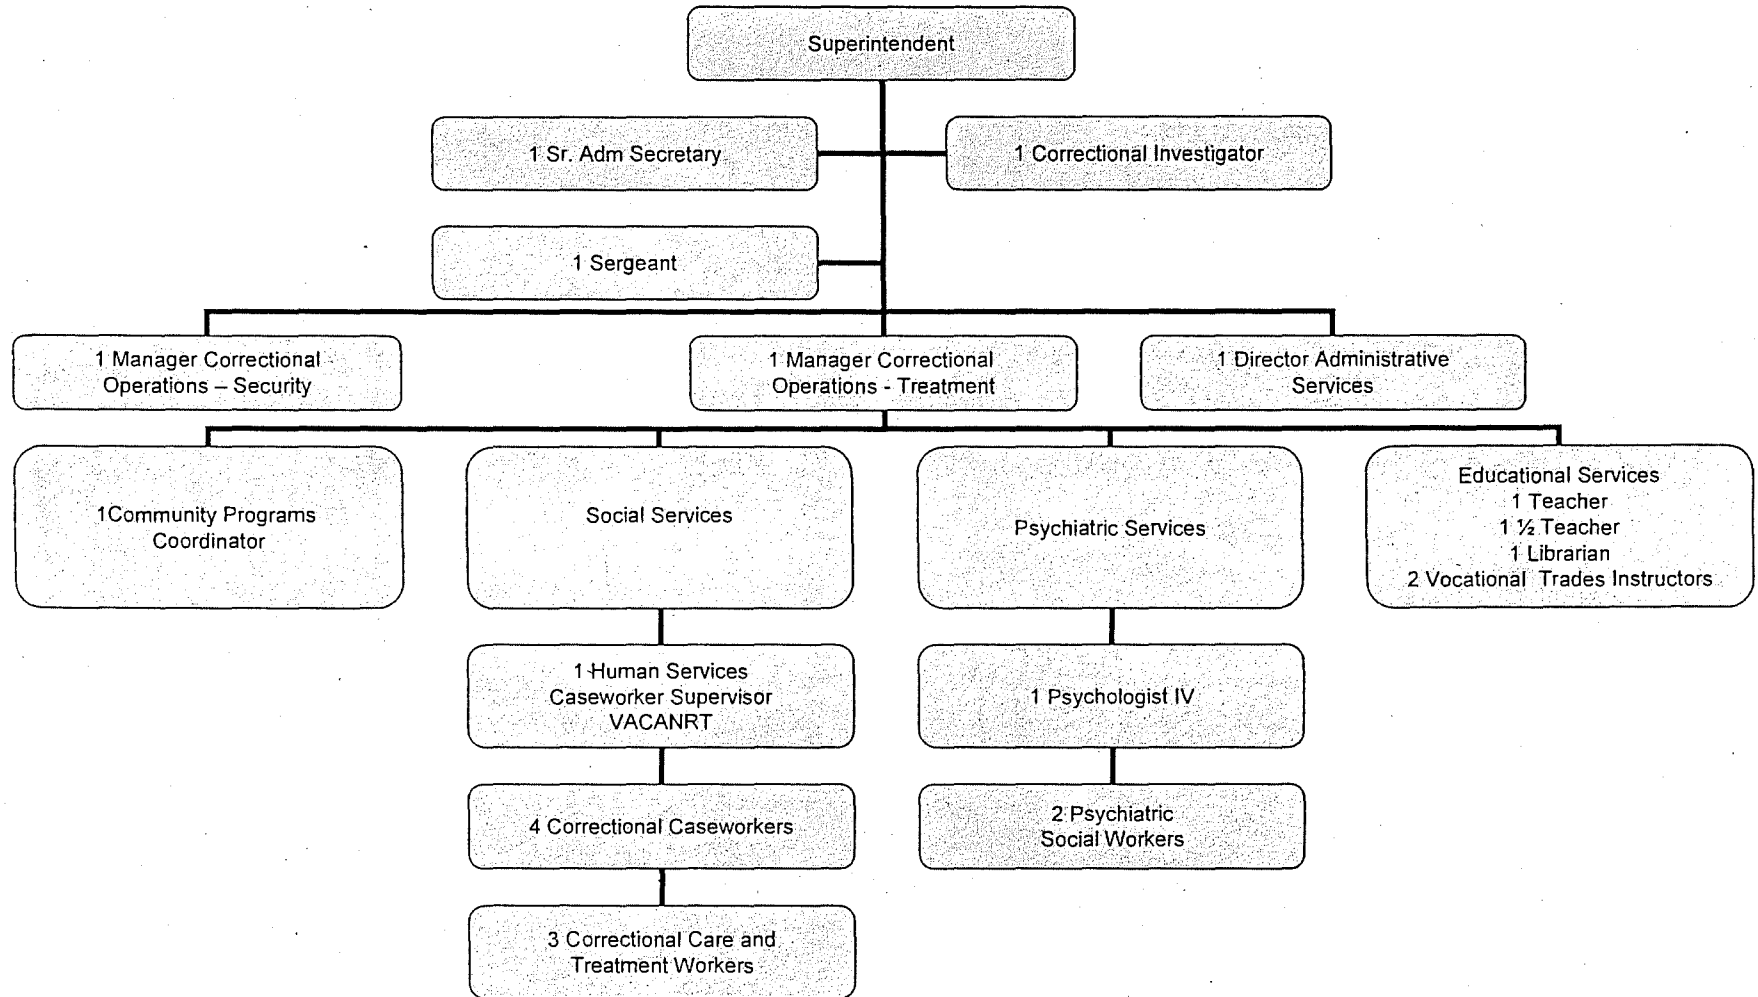 Superintendent
1 Sr. Adm Secretary
1 Correctional Investigator
1 Sergeant
1 Manager Correctional
Operations – Security
1 Manager Correctional
Operations - Treatment
1 Director Administrative
Services
1Community Programs
Coordinator
Social Services
Psychiatric Services
Educational Services
1 Teacher
1 ½ Teacher
1 Librarian
2 Vocational Trades Instructors
1 Human Services
Caseworker Supervisor
VACANRT
1 Psychologist IV
4 Correctional Caseworkers
2 Psychiatric
Social Workers
3 Correctional Care and
Treatment Workers